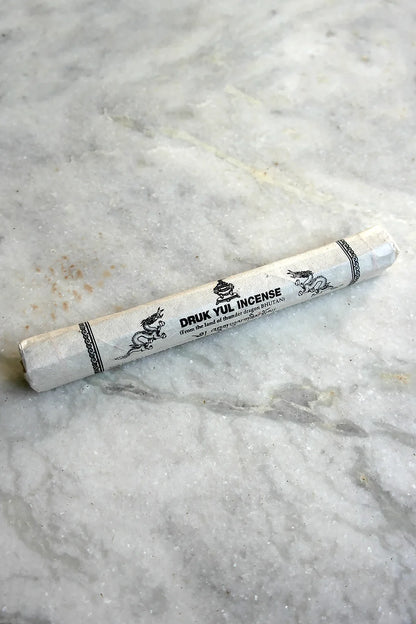 DRUK YUL INCENSE
(From the land of thunder dragon BHUTAN)